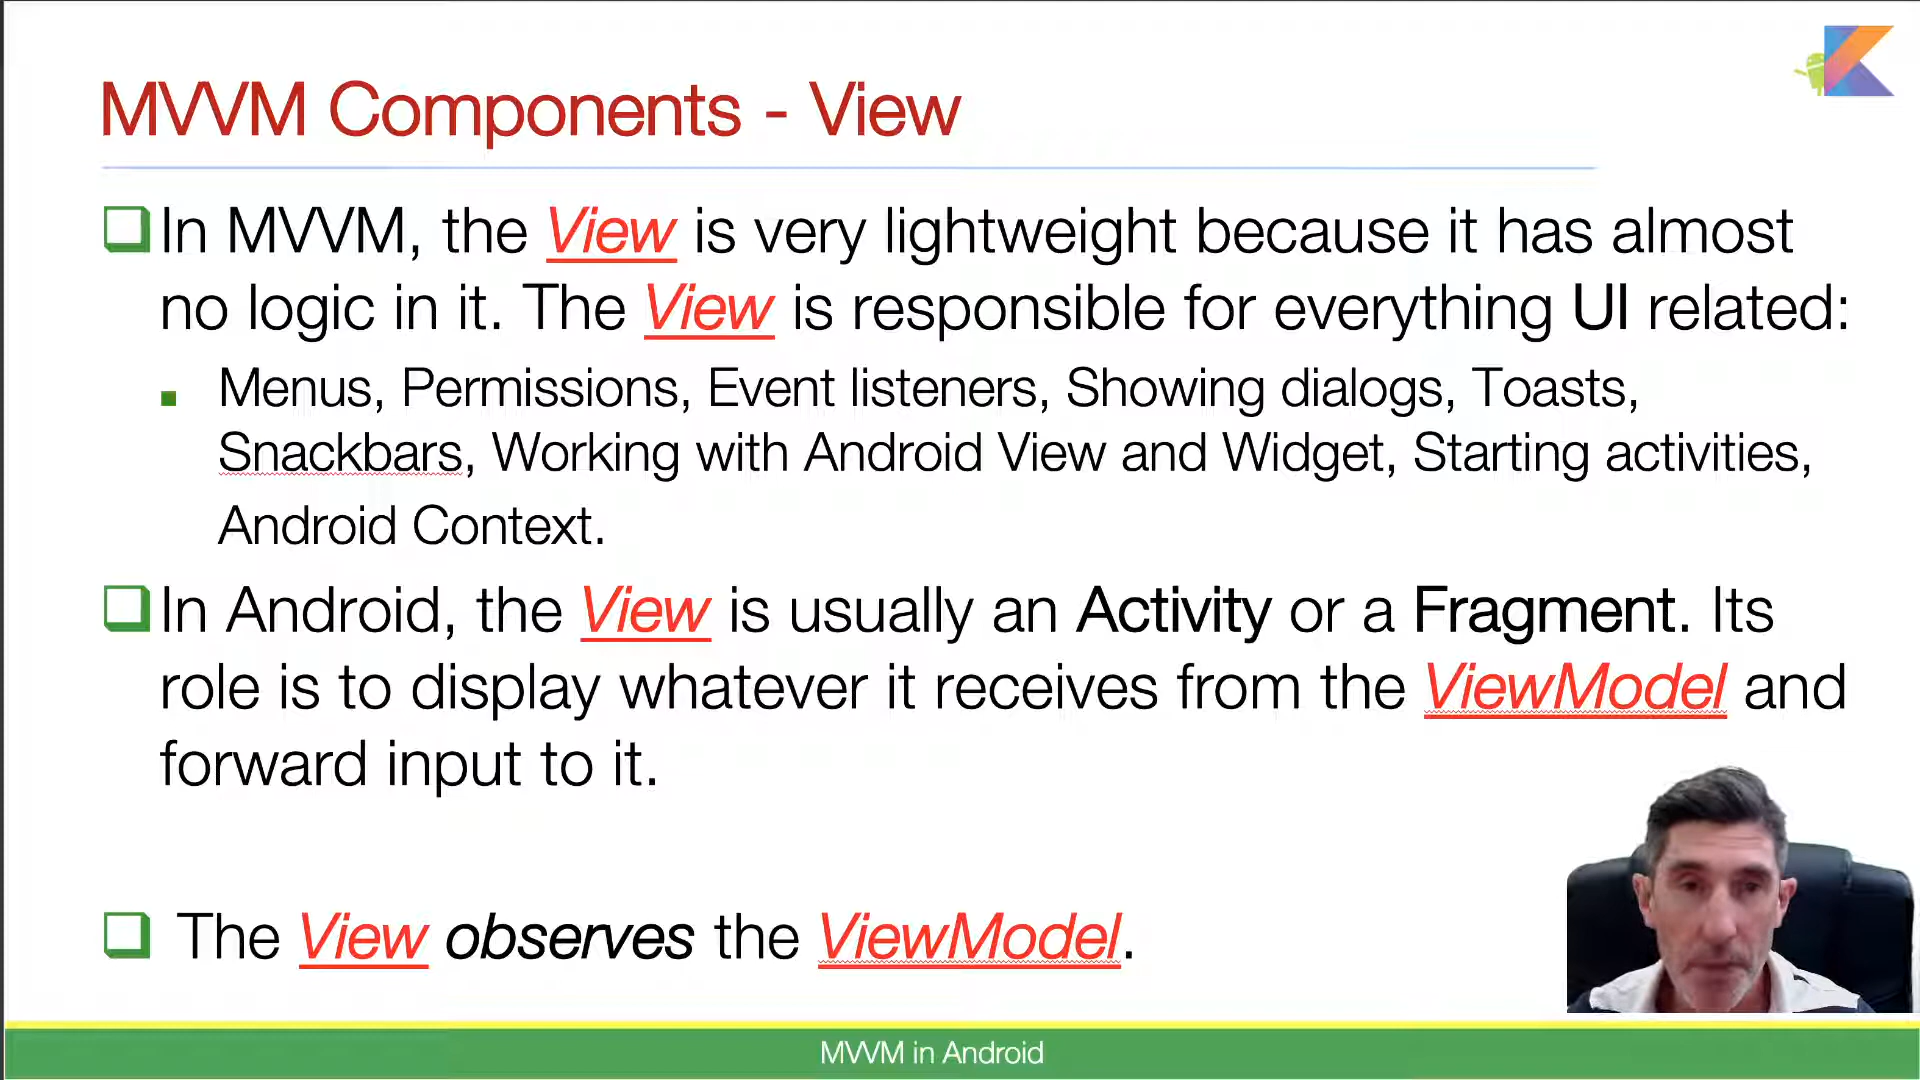 MVVM Components - View
In MVVM, the View is very lightweight because it has almost
no logic in it. The View is responsible for everything UI related:
Menus, Permissions, Event listeners, Showing dialogs, Toasts,
Snackbars, Working with Android View and Widget, Starting activities,
Android Context.
In Android, the View is usually an Activity or a Fragment. Its
role is to display whatever it receives from the ViewModel and
forward input to it.
The View observes the ViewModel.
MVVM in Android